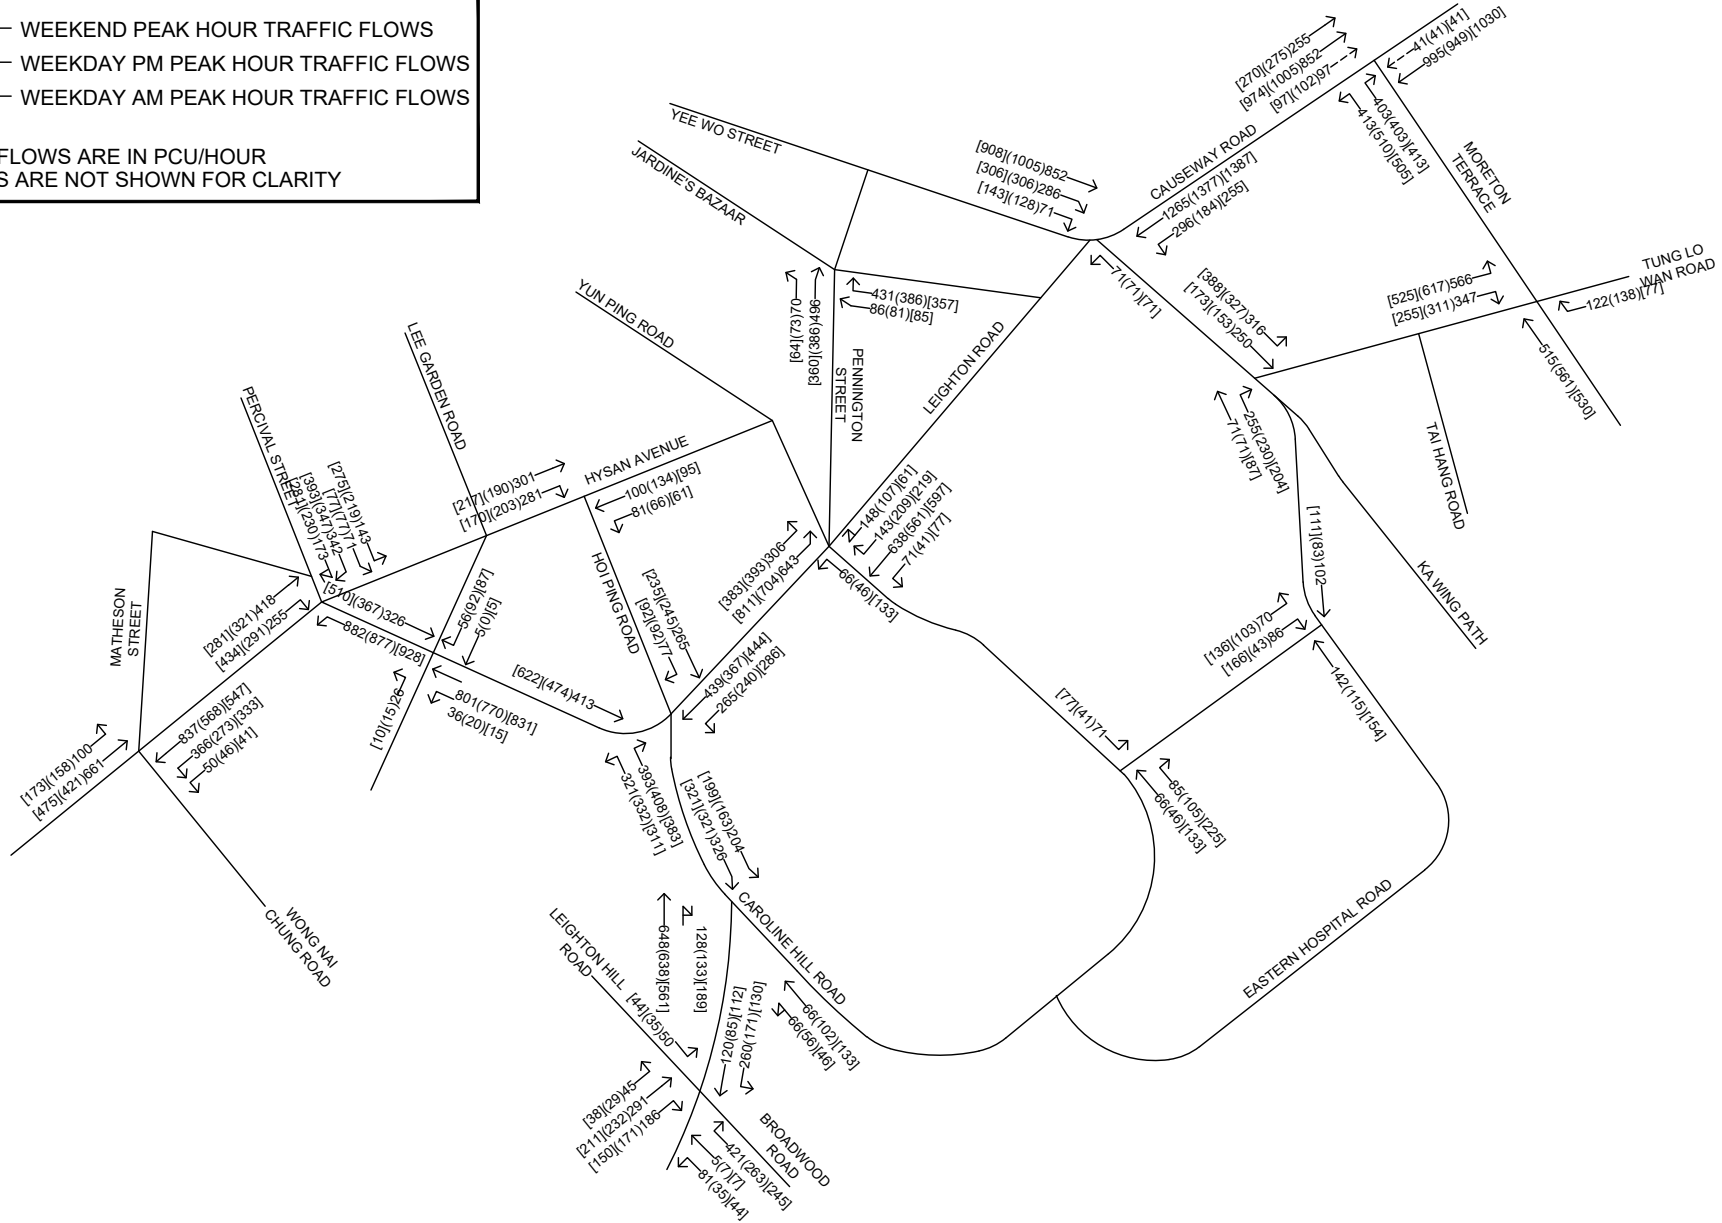 WEEKEND PEAK HOUR TRAFFIC FLOWS
WEEKDAY PM PEAK HOUR TRAFFIC FLOWS
WEEKDAY AM PEAK HOUR TRAFFIC FLOWS
FLOWS ARE IN PCU/HOUR
S ARE NOT SHOWN FOR CLARITY
YEE WO STREET
JARDINE'S BAZAAR
YUN PING ROAD
LEE GARDEN ROAD
PERCIVAL STREET
MATHESON
STREET
HYSAN AVENUE
HOI PING ROAD
PENNINGTON
STREET
LEIGHTON ROAD
CAUSEWAY ROAD
MORETON
TERRACE
TUNG LO
WAN ROAD
TAI HANG ROAD
KA WING PATH
EASTERN HOSPITAL ROAD
CAROLINE HILL ROAD
LEIGHTON HILL
ROAD
BROADWOOD
ROAD
WONG NAI
CHUNG ROAD
[270](275)255
[974](1005)852
[97](102)97
41(41)[41]
995(949)[1030]
403(403)[413]
413(510)[505]
[908](1005)852
[306](306)286
[143](128)71
1265(1377)[1387]
296(184)[255]
71(71)[71]
[388](327)316
[173](153)250
[525](617)566
[255](311)347
122(138)[77]
515(561)[530]
255(230)[204]
71(71)[87]
[64](73)70
[360](386)496
431(386)[357]
86(81)[85]
[275](219)143
[77](77)71
[393](347)342
[281](230)173
[217](190)301
[170](203)281
100(134)[95]
81(66)[61]
148(107)[61]
143(209)[219]
638(561)[597]
71(41)[77]
66(46)[133]
[383](393)306
[811](704)643
[111](83)102
[136](103)70
[166](43)86
142(115)[154]
[77](41)71
85(105)[225]
66(46)[133]
[281](321)418
[434](291)255
[510](367)326
882(877)[928]
56(92)[87]
5(0)[5]
[10](15)26
801(770)[831]
36(20)[15]
[622](474)413
[235](245)265
[92](92)77
439(367)[444]
265(240)[286]
393(408)[383]
321(332)[311]
837(568)[547]
366(273)[333]
50(46)[41]
[173](158)100
[475](421)661
[199](163)204
[321](321)326
648(638)[561]
128(133)[189]
66(102)[133]
66(56)[46]
120(85)[112]
260(171)[130]
[44](35)50
[38](29)45
[211](232)291
[150](171)186
421(263)[245]
5(7)[7]
81(35)[44]